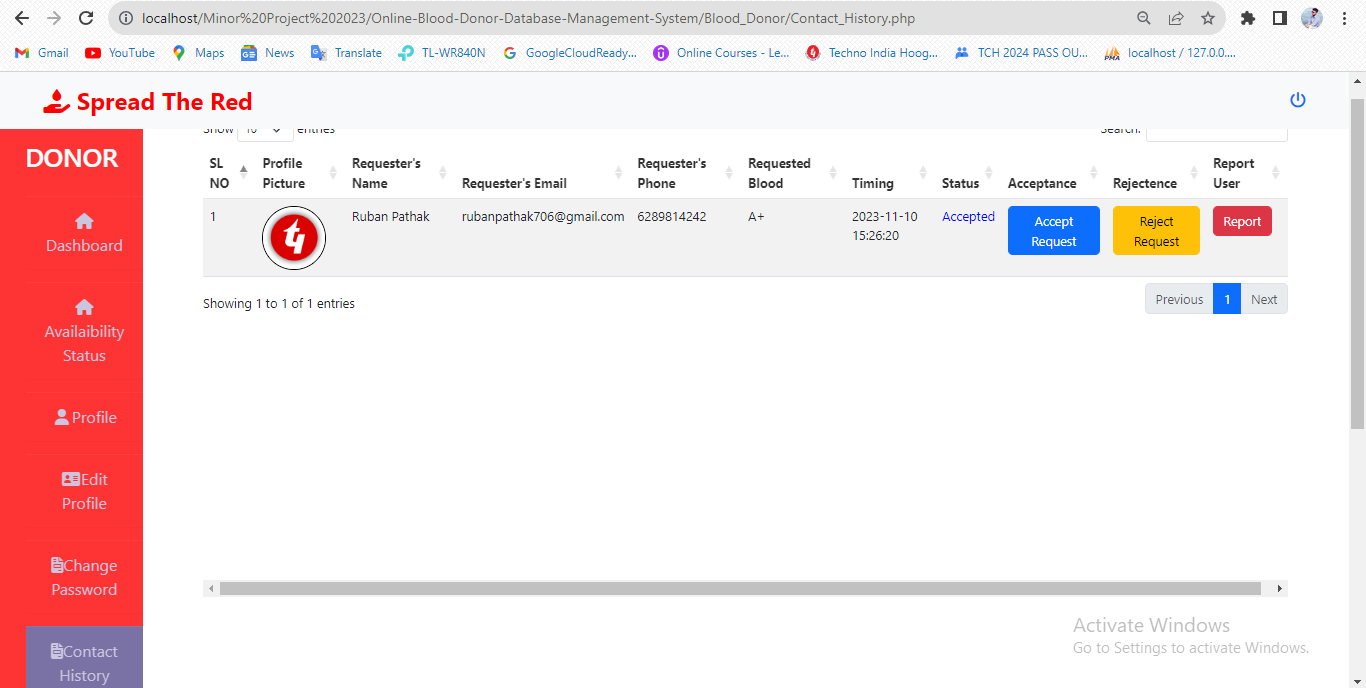 localhost/Minor%20Project%202023/Online-Blood-Donor-Database-Management-System/Blood_Donor/Contact_History.php
Gmail YouTube Maps News Translate TL-WR840N GoogleCloudReady... Online Courses - Le... Techno India Hoog... TCH 2024 PASS OU... localhost / 127.0.0....
Spread The Red
DONOR
Dashboard
Availaibility
Status
Profile
Edit
Profile
Change
Password
Contact
History
Show 10 entries
Search:
SL NO Profile Picture Requester's Name Requester's Email Requester's Phone Requested Blood Timing Status Acceptance Rejectence Report User
1 Ruban Pathak rubanpathak706@gmail.com 6289814242 A+ 2023-11-10 15:26:20 Accepted Accept Request Reject Request Report
Showing 1 to 1 of 1 entries
Previous 1 Next
Activate Windows
Go to Settings to activate Windows.